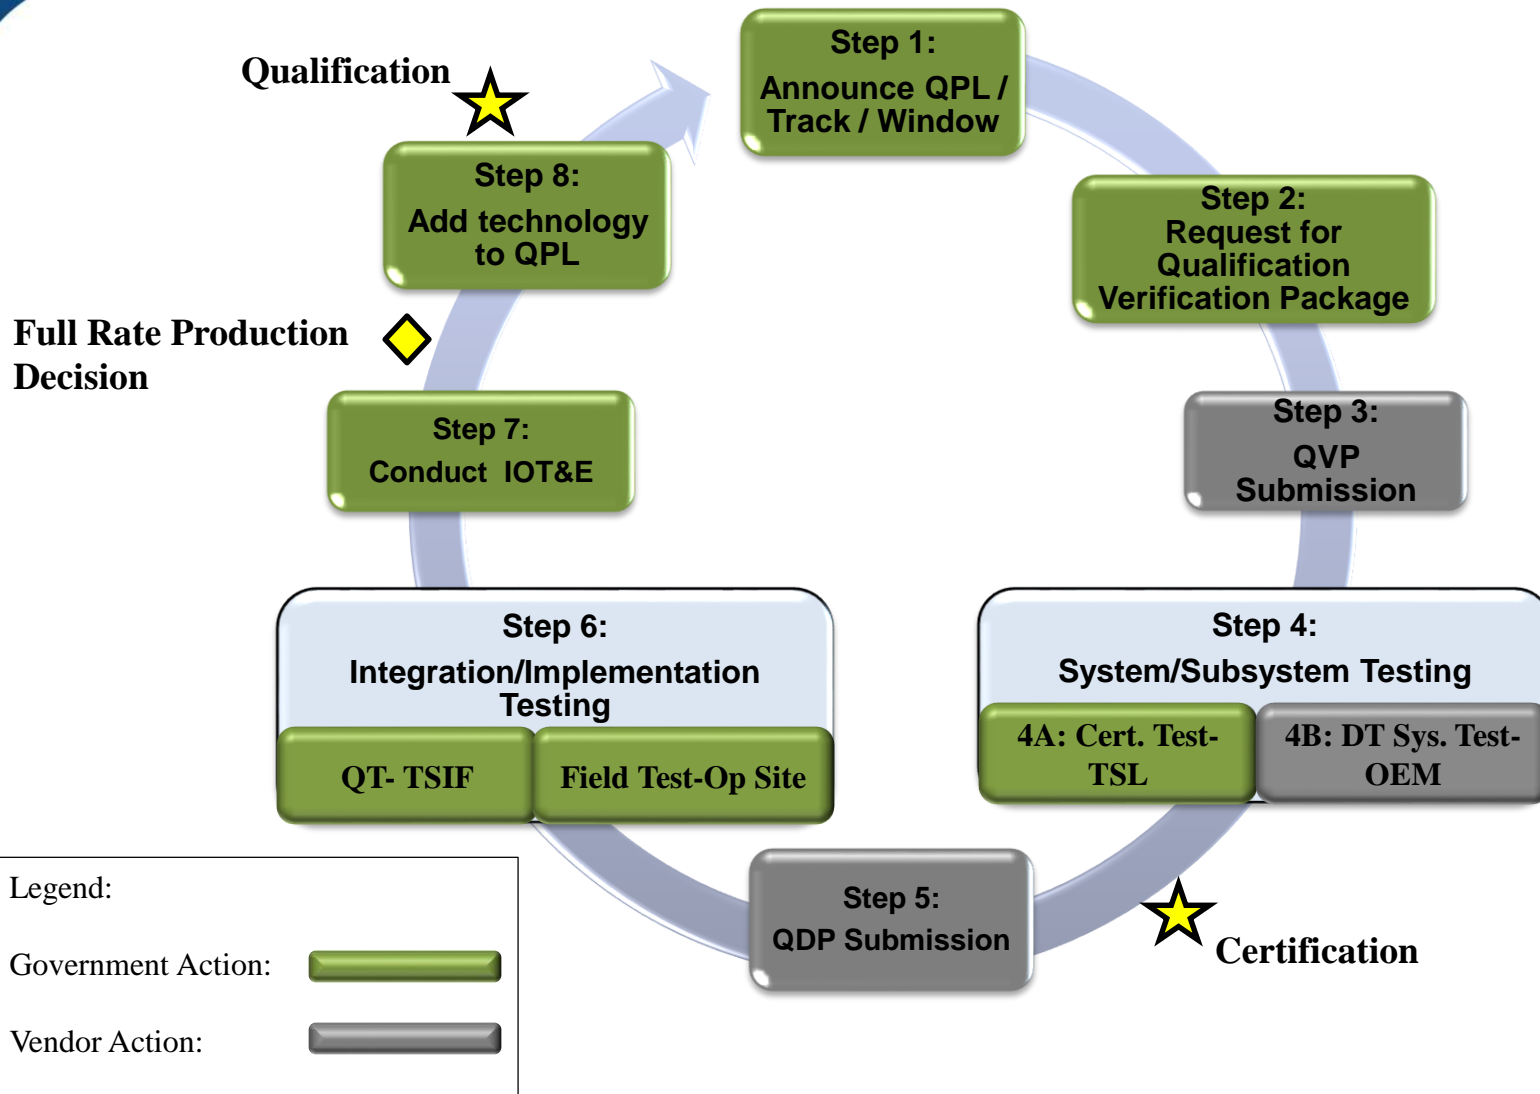 Step 1:
Announce QPL /
Track / Window
Qualification
Step 8:
Add technology
to QPL
Step 2:
Request for
Qualification
Verification Package
Full Rate Production
Decision
Step 7:
Conduct IOT&E
Step 3:
QVP
Submission
Step 6:
Integration/Implementation
Testing
QT- TSIF
Field Test-Op Site
Step 4:
System/Subsystem Testing
4A: Cert. Test-
TSL
4B: DT Sys. Test-
OEM
Step 5:
QDP Submission
Certification
Legend:
Government Action:
Vendor Action: